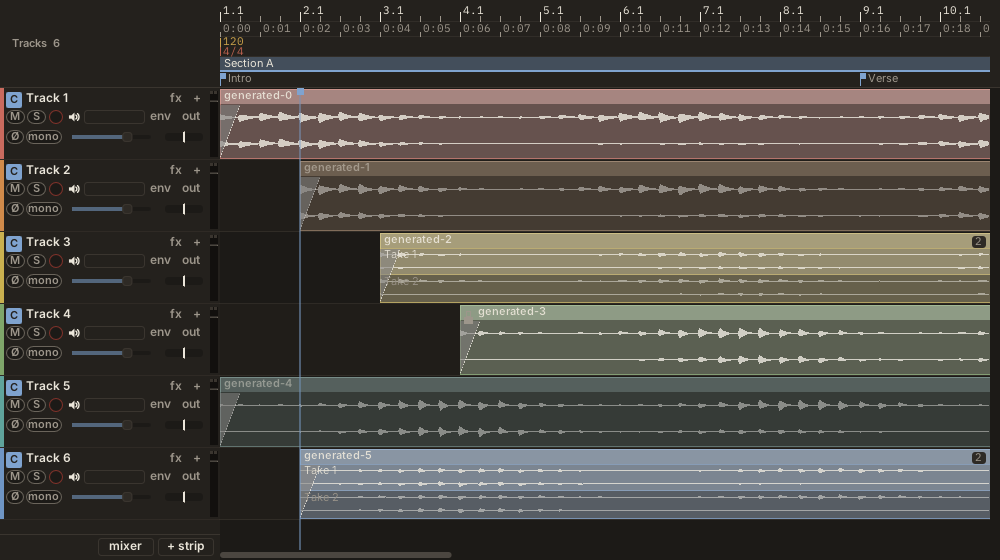 1.1 2.1 3.1 4.1 5.1 6.1 7.1 8.1 9.1 10.1
0:00 0:01 0:02 0:03 0:04 0:05 0:06 0:07 0:08 0:09 0:10 0:11 0:12 0:13 0:14 0:15 0:16 0:17 0:18 0
Tracks 6
120
4/4
Section A
Intro Verse
C Track 1 fx +
generated-0
M S env out
Ø mono
C Track 2 fx +
generated-1
M S env out
Ø mono
C Track 3 fx +
generated-2 2
Take 1
M S env out
Take 2
Ø mono
C Track 4 fx +
generated-3
M S env out
Ø mono
C Track 5 fx +
generated-4
M S env out
Ø mono
C Track 6 fx +
generated-5 2
Take 1
M S env out
Take 2
Ø mono
mixer + strip